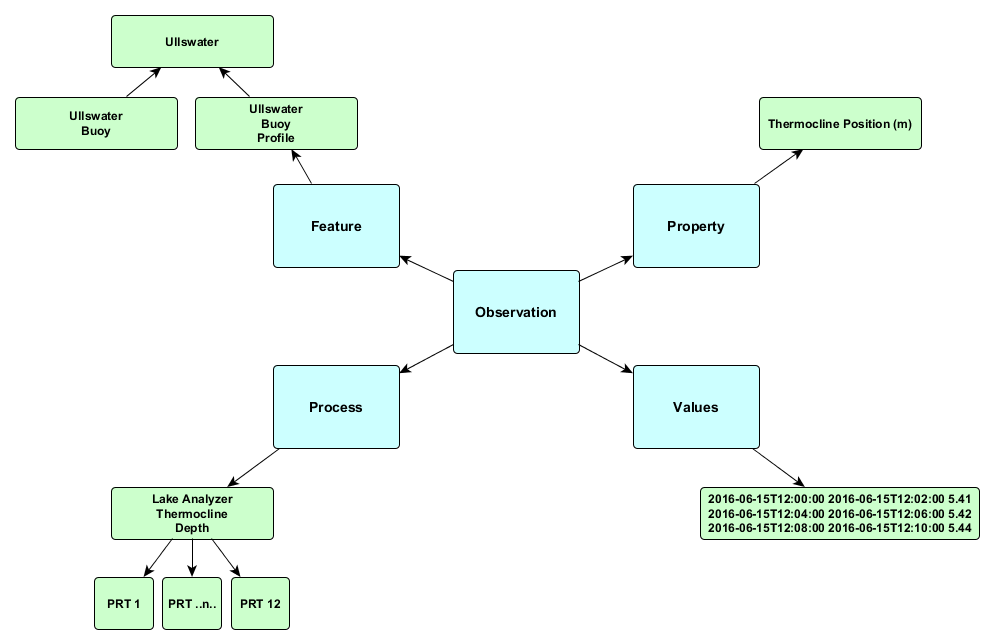 Ullswater
Ullswater
Buoy
Ullswater
Buoy
Profile
Thermocline Position (m)
Feature
Property
Observation
Process
Values
Lake Analyzer
Thermocline
Depth
2016-06-15T12:00:00 2016-06-15T12:02:00 5.41
2016-06-15T12:04:00 2016-06-15T12:06:00 5.42
2016-06-15T12:08:00 2016-06-15T12:10:00 5.44
PRT 1
PRT ..n..
PRT 12